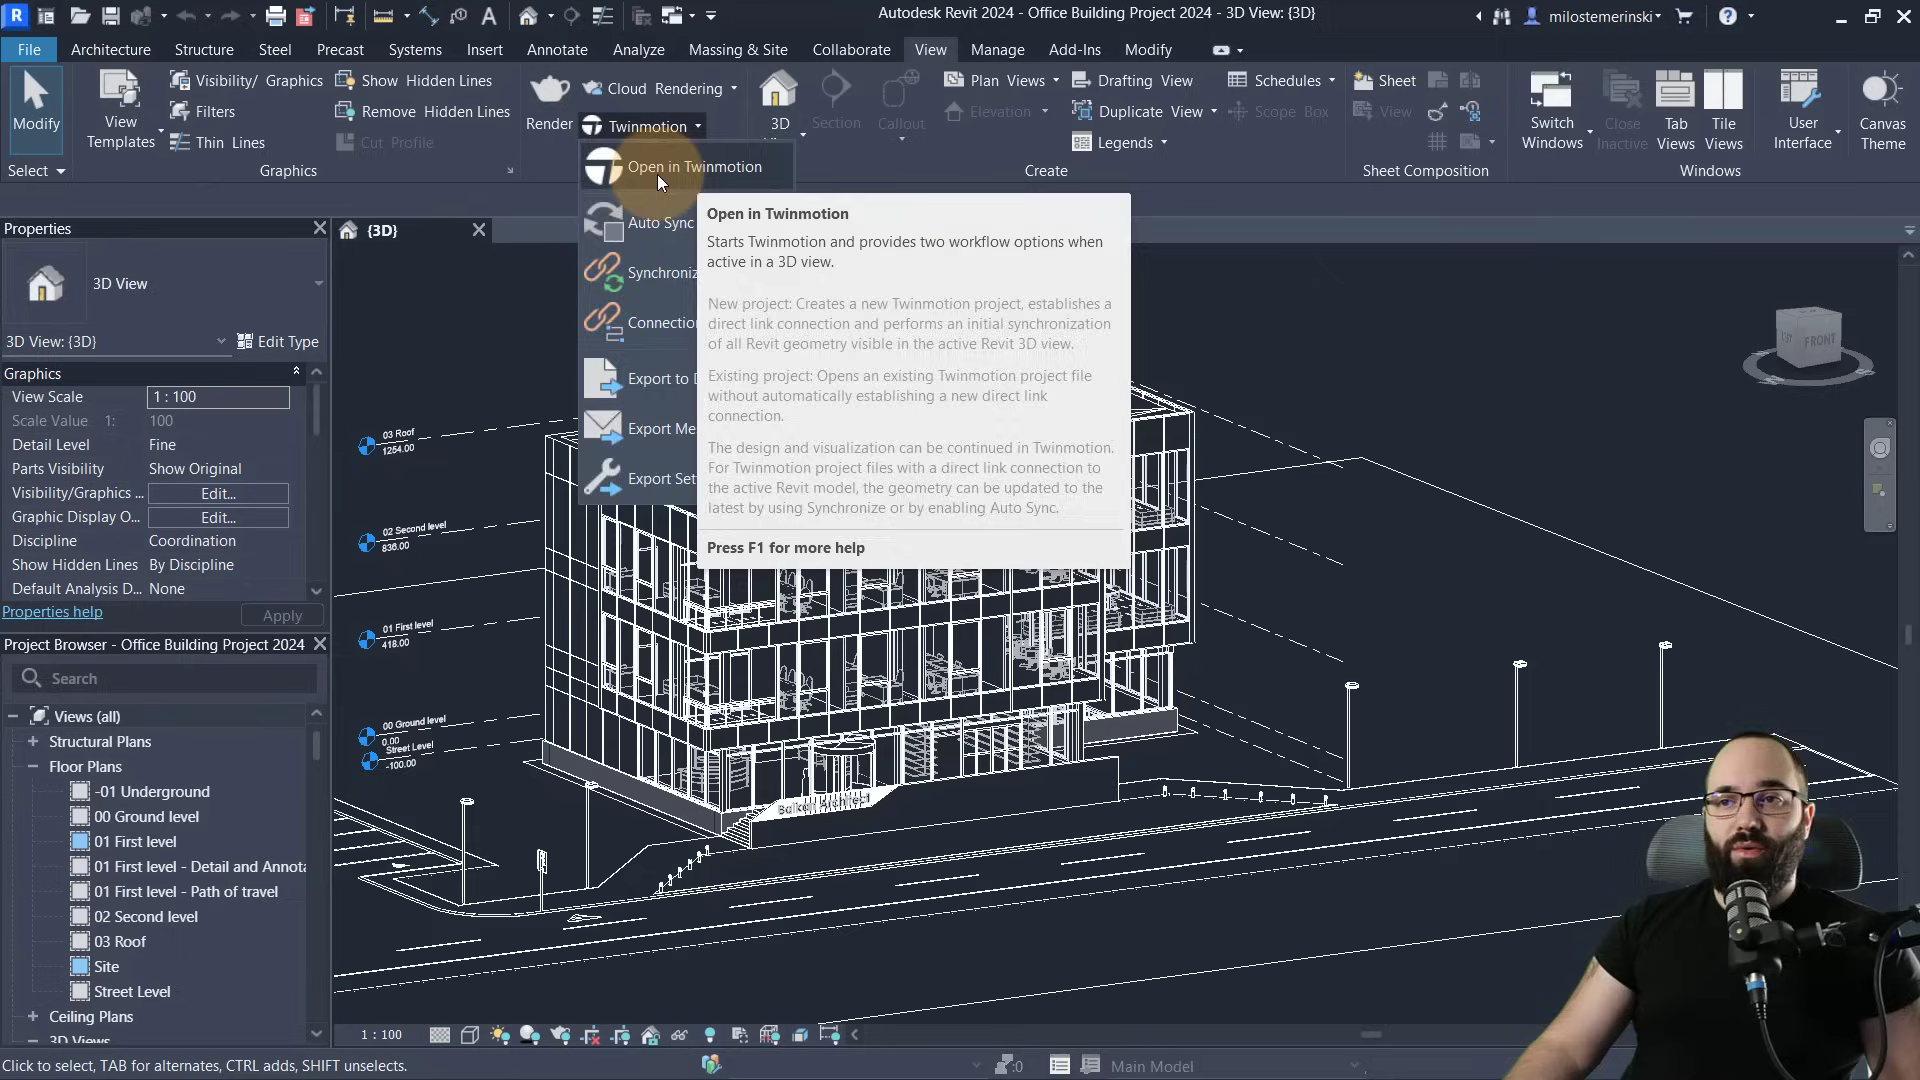 Autodesk Revit 2024 - Office Building Project 2024 - 3D View: {3D}
milostemerinski
File
Architecture
Structure
Steel
Precast
Systems
Insert
Annotate
Analyze
Massing & Site
Collaborate
View
Manage
Add-Ins
Modify
Modify
View
Templates
Visibility/ Graphics
Filters
Thin Lines
Show Hidden Lines
Remove Hidden Lines
Cut Profile
Render
Cloud Rendering
Twinmotion
3D
Section
Callout
Plan Views
Elevation
Drafting View
Duplicate View
Legends
Schedules
Scope Box
Sheet
View
Switch
Windows
Close
Inactive
Tab
Views
Tile
Views
User
Interface
Canvas
Theme
Select
Graphics
Create
Sheet Composition
Windows
Open in Twinmotion
Auto Sync
Synchroniz
Connection
Export to D
Export Me
Export Set
Open in Twinmotion
Starts Twinmotion and provides two workflow options when
active in a 3D view.
New project: Creates a new Twinmotion project, establishes a
direct link connection and performs an initial synchronization
of all Revit geometry visible in the active Revit 3D view.
Existing project: Opens an existing Twinmotion project file
without automatically establishing a new direct link
connection.
The design and visualization can be continued in Twinmotion.
For Twinmotion project files with a direct link connection to
the active Revit model, the geometry can be updated to the
latest by using Synchronize or by enabling Auto Sync.
Press F1 for more help
Properties
{3D}
3D View
3D View: {3D}
Edit Type
Graphics
View Scale 1 : 100
Scale Value 1: 100
Detail Level Fine
Parts Visibility Show Original
Visibility/Graphics ... Edit...
Graphic Display O... Edit...
Discipline Coordination
Show Hidden Lines By Discipline
Default Analysis D... None
Properties help
Apply
Project Browser - Office Building Project 2024
Search
Views (all)
Structural Plans
Floor Plans
-01 Underground
00 Ground level
01 First level
01 First level - Detail and Annota
01 First level - Path of travel
02 Second level
03 Roof
Site
Street Level
Ceiling Plans
3D Views
03 Roof
1254.00
02 Second level
836.00
01 First level
418.00
00 Ground level
0.00
Street Level
-100.00
FRONT
Balkan Architect
1 : 100
Click to select, TAB for alternates, CTRL adds, SHIFT unselects.
:0
Main Model